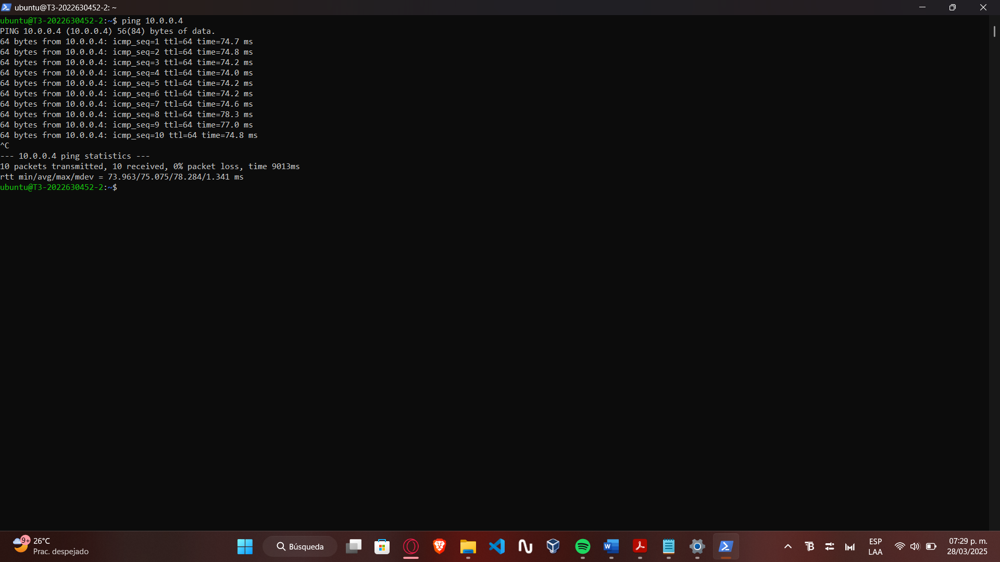 ubuntu@T3-2022630452-2: ~
ubuntu@T3-2022630452-2:~$ ping 10.0.0.4
PING 10.0.0.4 (10.0.0.4) 56(84) bytes of data.
64 bytes from 10.0.0.4: icmp_seq=1 ttl=64 time=74.7 ms
64 bytes from 10.0.0.4: icmp_seq=2 ttl=64 time=74.8 ms
64 bytes from 10.0.0.4: icmp_seq=3 ttl=64 time=74.2 ms
64 bytes from 10.0.0.4: icmp_seq=4 ttl=64 time=74.0 ms
64 bytes from 10.0.0.4: icmp_seq=5 ttl=64 time=74.2 ms
64 bytes from 10.0.0.4: icmp_seq=6 ttl=64 time=74.2 ms
64 bytes from 10.0.0.4: icmp_seq=7 ttl=64 time=74.6 ms
64 bytes from 10.0.0.4: icmp_seq=8 ttl=64 time=78.3 ms
64 bytes from 10.0.0.4: icmp_seq=9 ttl=64 time=77.0 ms
64 bytes from 10.0.0.4: icmp_seq=10 ttl=64 time=74.8 ms
^C
--- 10.0.0.4 ping statistics ---
10 packets transmitted, 10 received, 0% packet loss, time 9013ms
rtt min/avg/max/mdev = 73.963/75.075/78.284/1.341 ms
ubuntu@T3-2022630452-2:~$
9+
26°C
Prac. despejado
Búsqueda
ESP
LAA
07:29 p. m.
28/03/2025